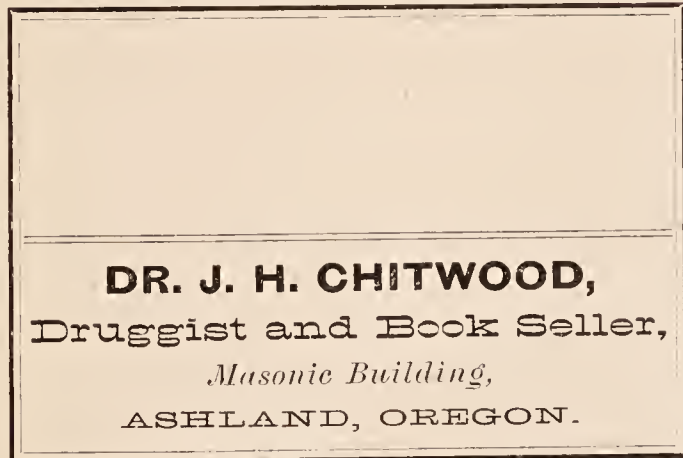 DR. J. H. CHITWOOD,
Druggist and Book Seller,
Masonic Building,
ASHLAND, OREGON.